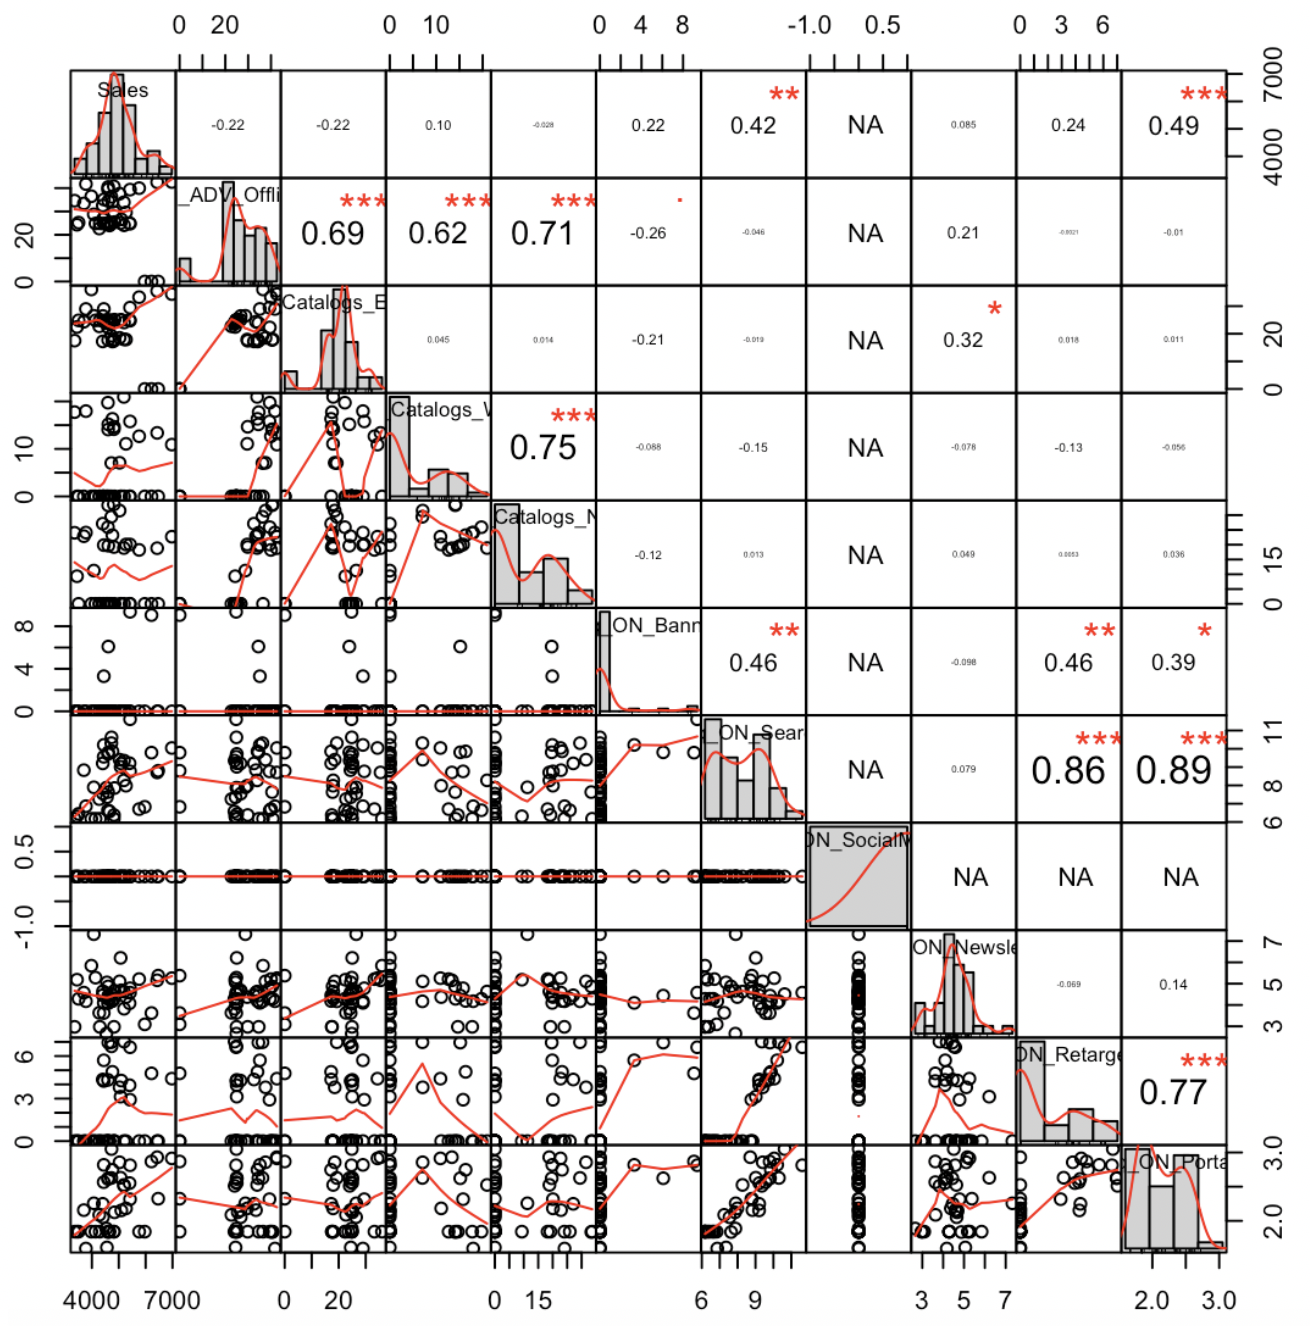 0 20 0 10 0 4 8 -1.0 0.5 0 3 6
Sales -0.22 -0.22 0.10 -0.028 0.22 ** 0.42 NA 0.085 0.24 *** 0.49 4000 7000
0 20 _ADV_Offli *** 0.69 *** 0.62 *** 0.71 . -0.26 -0.046 NA 0.21 -0.0021 -0.01
Catalogs_E 0.045 0.014 -0.21 -0.019 NA * 0.32 0.018 0.011 0 20
0 10 Catalogs_W *** 0.75 -0.088 -0.15 NA -0.078 -0.13 -0.056
Catalogs_N -0.12 0.013 NA 0.049 0.0053 0.036 0 15
0 4 8 _ON_Bann ** 0.46 NA -0.098 ** 0.46 * 0.39
_ON_Sear NA 0.079 *** 0.86 *** 0.89 6 8 11
-1.0 0.5 ON_SocialM NA NA NA
ON_Newsle -0.069 0.14 3 5 7
0 3 6 ON_Retarge *** 0.77
_ON_Porta 2.0 3.0
4000 7000 0 20 0 15 6 9 3 5 7 2.0 3.0